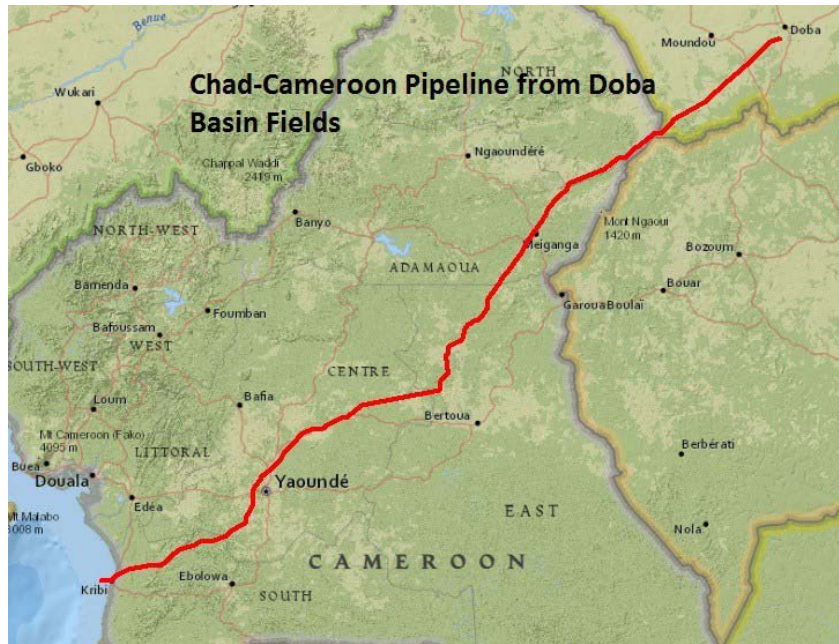 Benue
Moundou
Doba
Chad-Cameroon Pipeline from Doba
Basin Fields
NORTH
Wukari
Gboko
Chappal Waddi
2419 m
Ngaoundéré
Banyo
NORTH-WEST
Mont Ngaoui
1420 m
Meiganga
Bozoum
ADAMAOUA
Bamenda
Bouar
GarouaBoulaï
Foumban
Bafoussam
WEST
SOUTH-WEST
CENTRE
Loum
Bafia
Bertoua
Mt Cameroon (Fako)
4095 m
LITTORAL
Berbérati
Buea
Douala
Yaoundé
Edéa
EAST
Mt Malabo
3008 m
Nola
CAMEROON
Kribi
Ebolowa
SOUTH